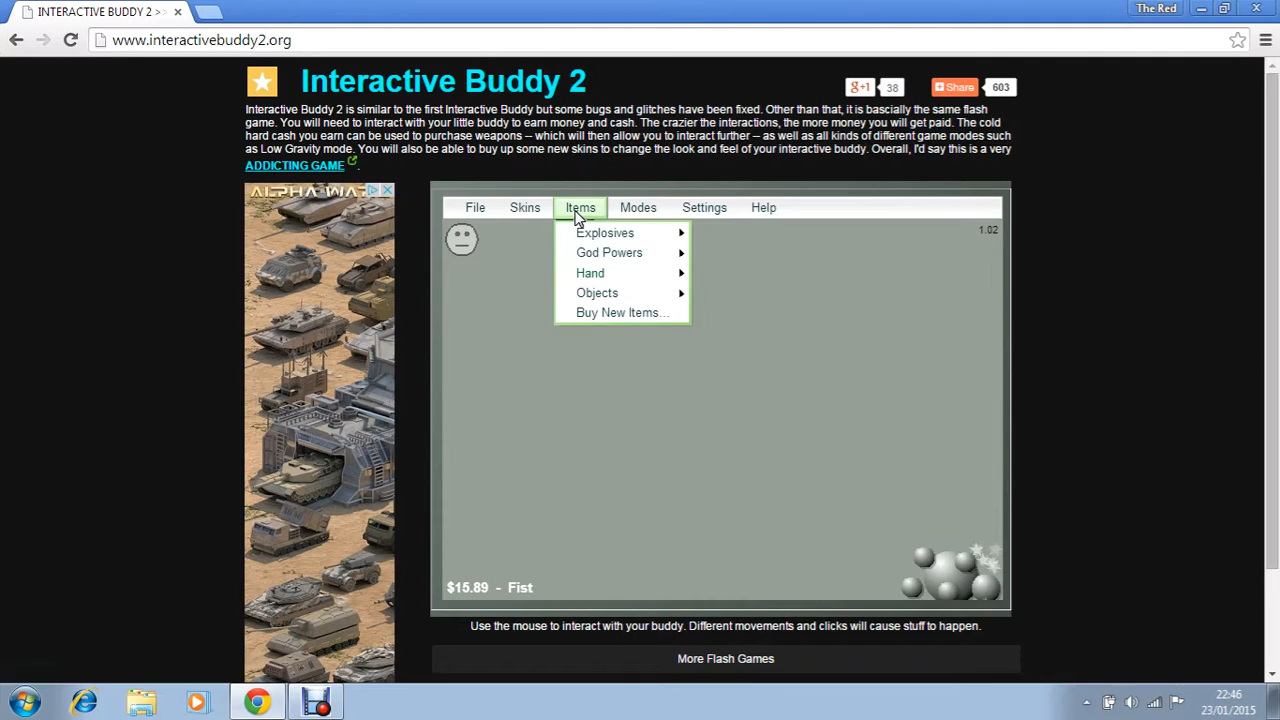 INTERACTIVE BUDDY 2 >>
The Red
www.interactivebuddy2.org
Interactive Buddy 2
g+1 38
Share 603
Interactive Buddy 2 is similar to the first Interactive Buddy but some bugs and glitches have been fixed. Other than that, it is bascially the same flash
game. You will need to interact with your little buddy to earn money and cash. The crazier the interactions, the more money you will get paid. The cold
hard cash you earn can be used to purchase weapons -- which will then allow you to interact further -- as well as all kinds of different game modes such
as Low Gravity mode. You will also be able to buy up some new skins to change the look and feel of your interactive buddy. Overall, I'd say this is a very
ADDICTING GAME .
ALPHA WAR
File Skins Items Modes Settings Help
1.02
Explosives
God Powers
Hand
Objects
Buy New Items...
$15.89 - Fist
Use the mouse to interact with your buddy. Different movements and clicks will cause stuff to happen.
More Flash Games
22:46
23/01/2015